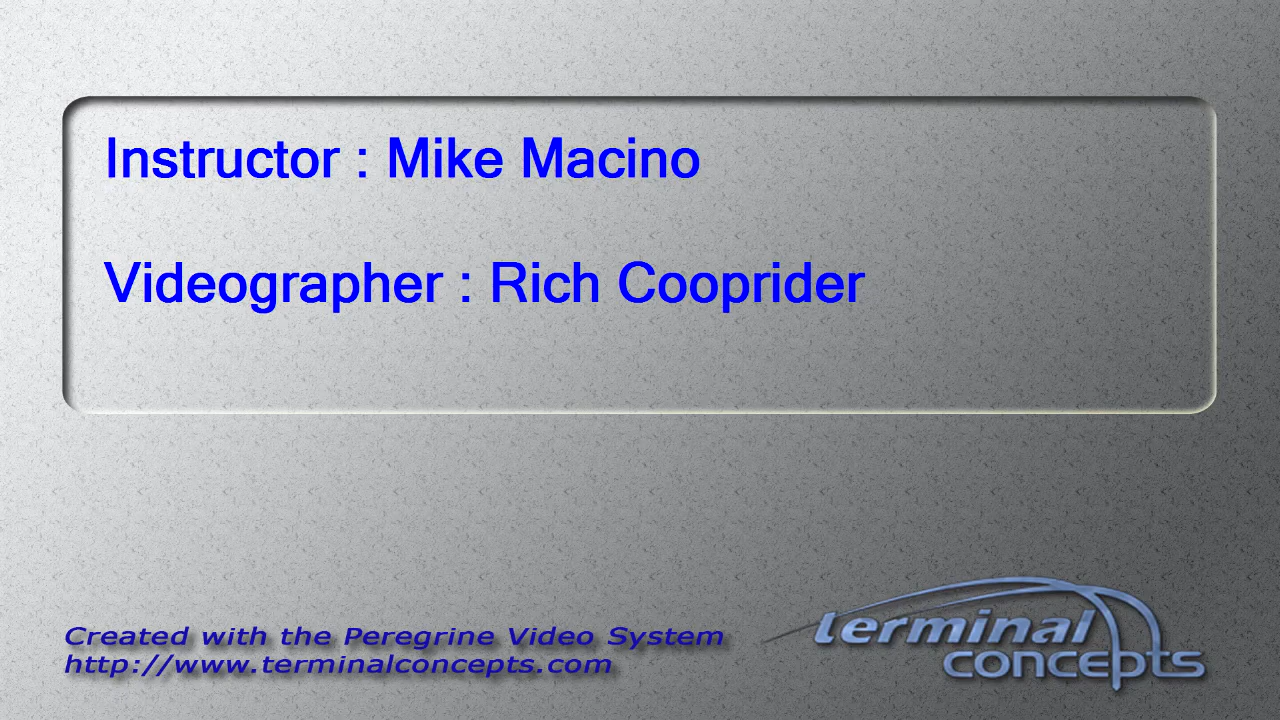 Instructor : Mike Macino
Videographer : Rich Cooprider
Created with the Peregrine Video System
http://www.terminalconcepts.com
terminal
concepts